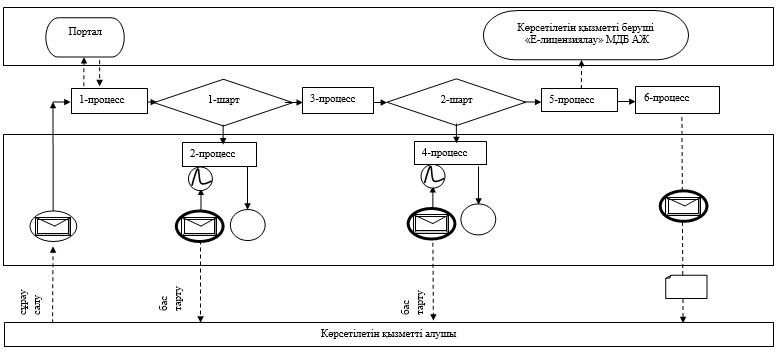 Портал
Көрсетілетін қызметті беруші
«Е-лицензиялау» МДБ АЖ
1-процесс
1-шарт
3-процесс
2-шарт
5-процесс
6-процесс
2-процесс
4-процесс
сұрау
салу
бас
тарту
бас
тарту
Көрсетілетін қызметті алушы